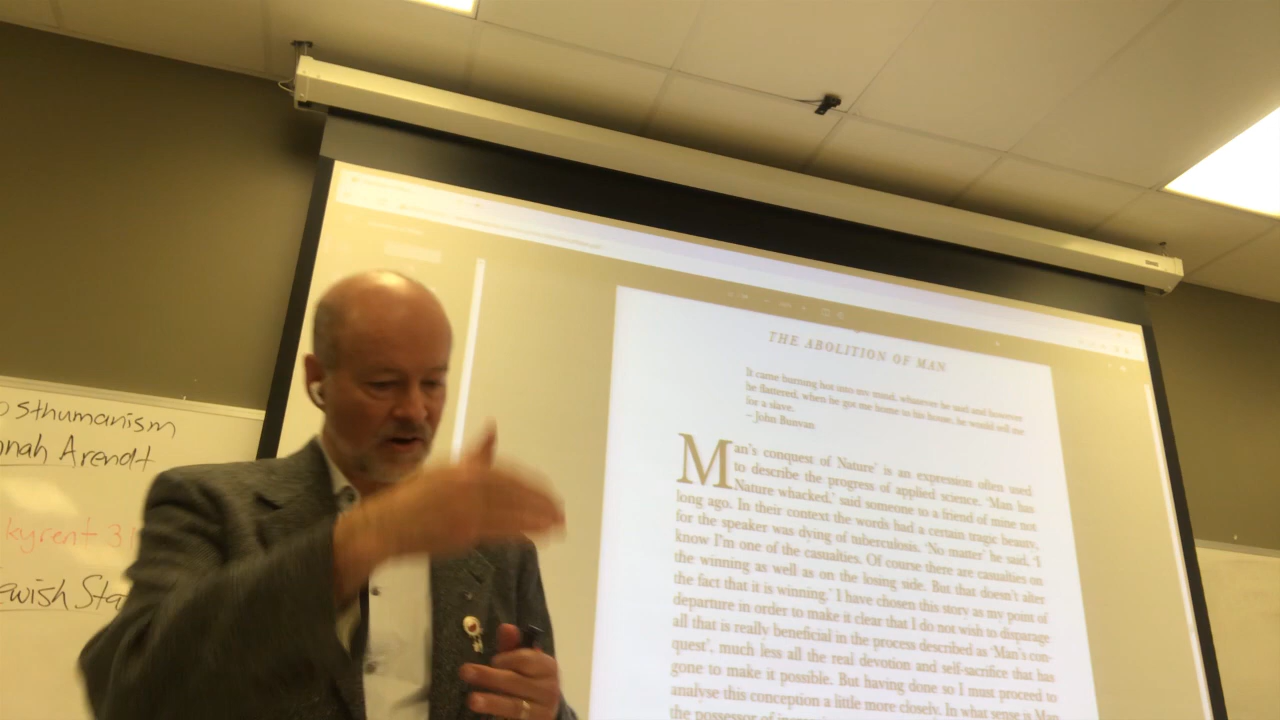 osthumanism
nnah Arendt
kyrent 3
ewish Sta
THE ABOLITION OF MAN
It came burning hot into my mind, whatever he said and however
he flattered, when he got me home to his house, he would sell me
for a slave.
– John Bunyan
Man's conquest of Nature' is an expression often used
to describe the progress of applied science. 'Man has
Nature whacked,' said someone to a friend of mine not
long ago. In their context the words had a certain tragic beauty,
for the speaker was dying of tuberculosis. 'No matter' he said, 'I
know I'm one of the casualties. Of course there are casualties on
the winning as well as on the losing side. But that doesn't alter
the fact that it is winning.' I have chosen this story as my point of
departure in order to make it clear that I do not wish to disparage
all that is really beneficial in the process described as 'Man's con-
quest', much less all the real devotion and self-sacrifice that has
gone to make it possible. But having done so I must proceed to
analyse this conception a little more closely. In what sense is Man
the possessor of